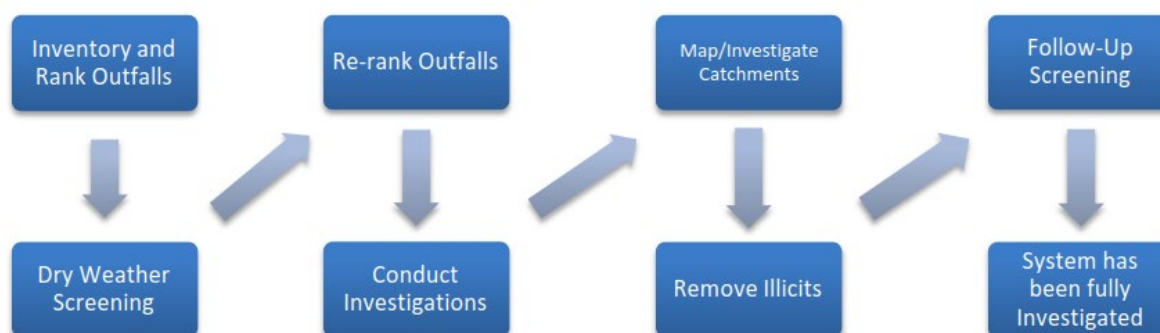 Inventory and
Rank Outfalls
Dry Weather
Screening
Re-rank Outfalls
Conduct
Investigations
Map/Investigate
Catchments
Remove Illicits
Follow-Up
Screening
System has
been fully
Investigated